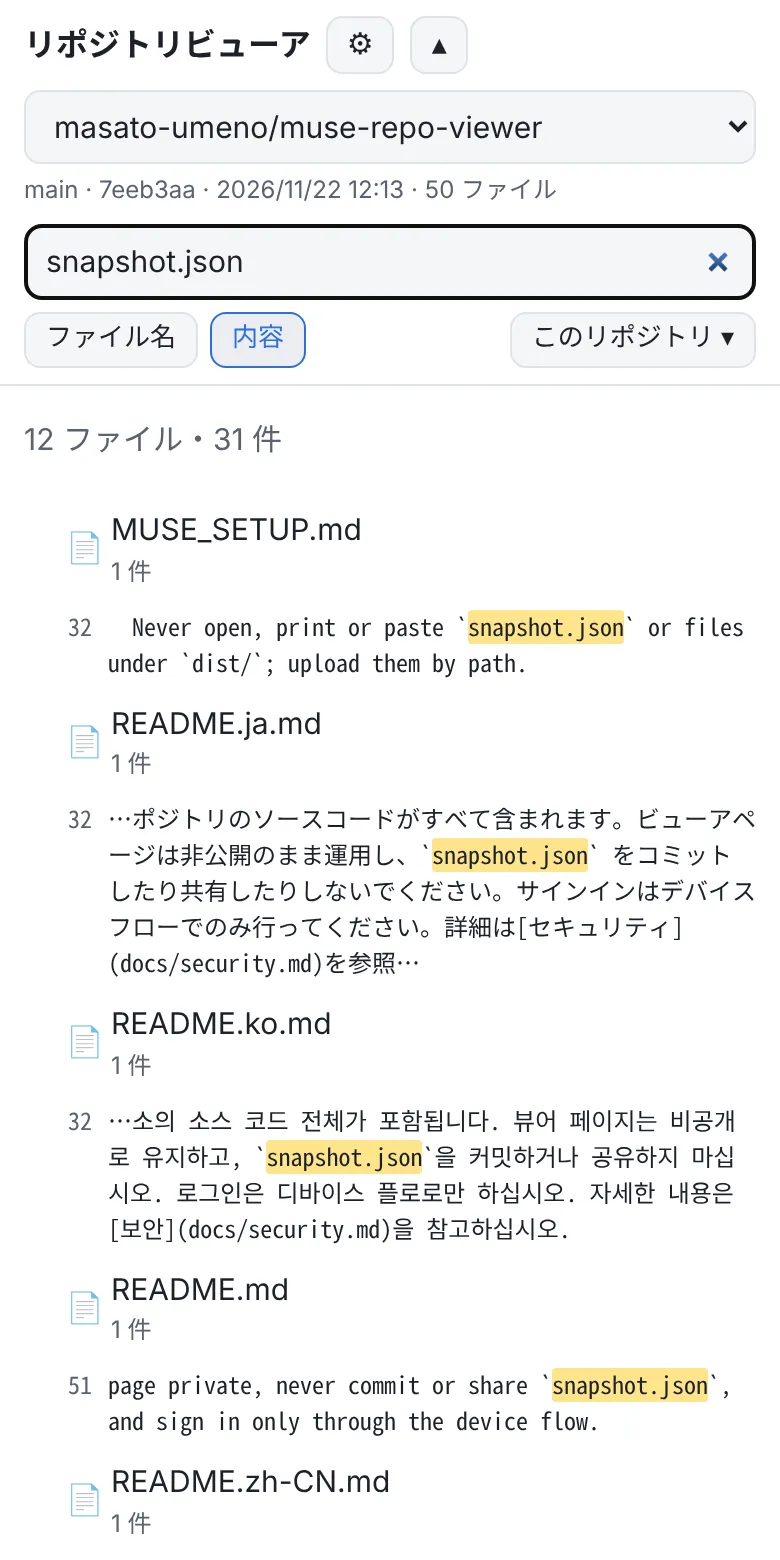 リポジトリビューア ⚙ ▲
masato-umeno/muse-repo-viewer
main · 7eeb3aa · 2026/11/22 12:13 · 50 ファイル
snapshot.json ×
ファイル名 内容 このリポジトリ ▾
12 ファイル・31 件
MUSE_SETUP.md
1 件
32 Never open, print or paste `snapshot.json` or files
under `dist/`; upload them by path.
README.ja.md
1 件
32 …ポジトリのソースコードがすべて含まれます。ビューアペ
ージは非公開のまま運用し、`snapshot.json` をコミット
したり共有したりしないでください。サインインはデバイス
フローでのみ行ってください。詳細は[セキュリティ]
(docs/security.md)を参照…
README.ko.md
1 件
32 …소의 소스 코드 전체가 포함됩니다. 뷰어 페이지는 비공개
로 유지하고, `snapshot.json`을 커밋하거나 공유하지 마십
시오. 로그인은 디바이스 플로로만 하십시오. 자세한 내용은
[보안](docs/security.md)을 참고하십시오.
README.md
1 件
51 page private, never commit or share `snapshot.json`,
and sign in only through the device flow.
README.zh-CN.md
1 件